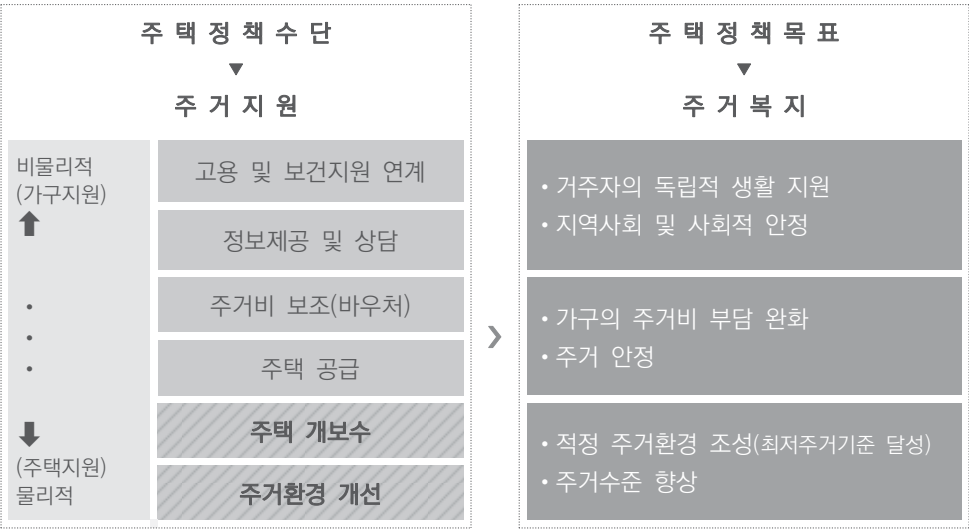 주택정책수단
▼
주거지원
비물리적
(가구지원)
고용 및 보건지원 연계
정보제공 및 상담
주거비 보조(바우처)
주택 공급
주택 개보수
주거환경 개선
(주택지원)
물리적
주택정책목표
▼
주거복지
• 거주자의 독립적 생활 지원
• 지역사회 및 사회적 안정
• 가구의 주거비 부담 완화
• 주거 안정
• 적정 주거환경 조성(최저주거기준 달성)
• 주거수준 향상